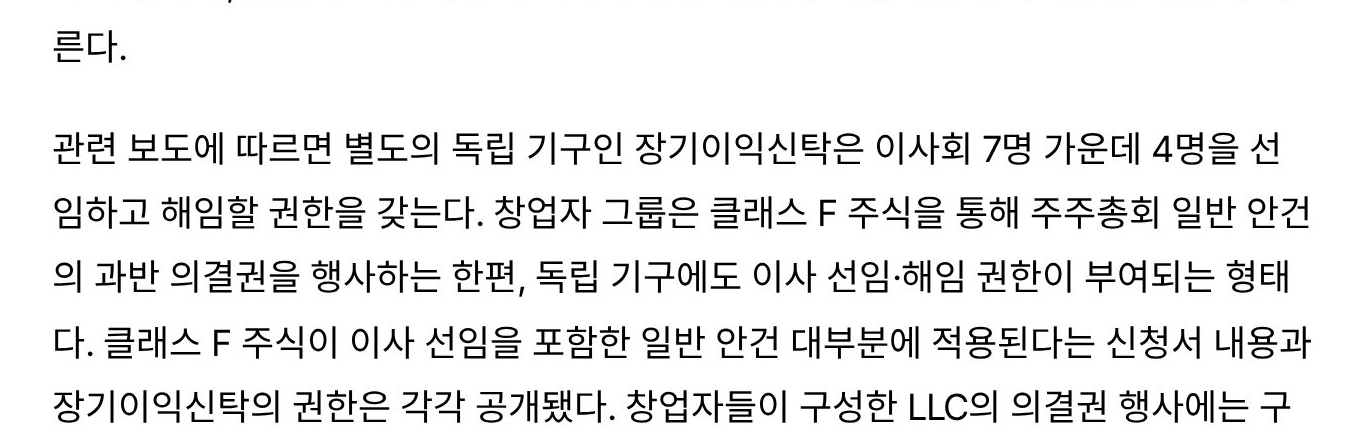 른다.
관련 보도에 따르면 별도의 독립 기구인 장기이익신탁은 이사회 7명 가운데 4명을 선
임하고 해임할 권한을 갖는다. 창업자 그룹은 클래스 F 주식을 통해 주주총회 일반 안건
의 과반 의결권을 행사하는 한편, 독립 기구에도 이사 선임·해임 권한이 부여되는 형태
다. 클래스 F 주식이 이사 선임을 포함한 일반 안건 대부분에 적용된다는 신청서 내용과
장기이익신탁의 권한은 각각 공개됐다. 창업자들이 구성한 LLC의 의결권 행사에는 구